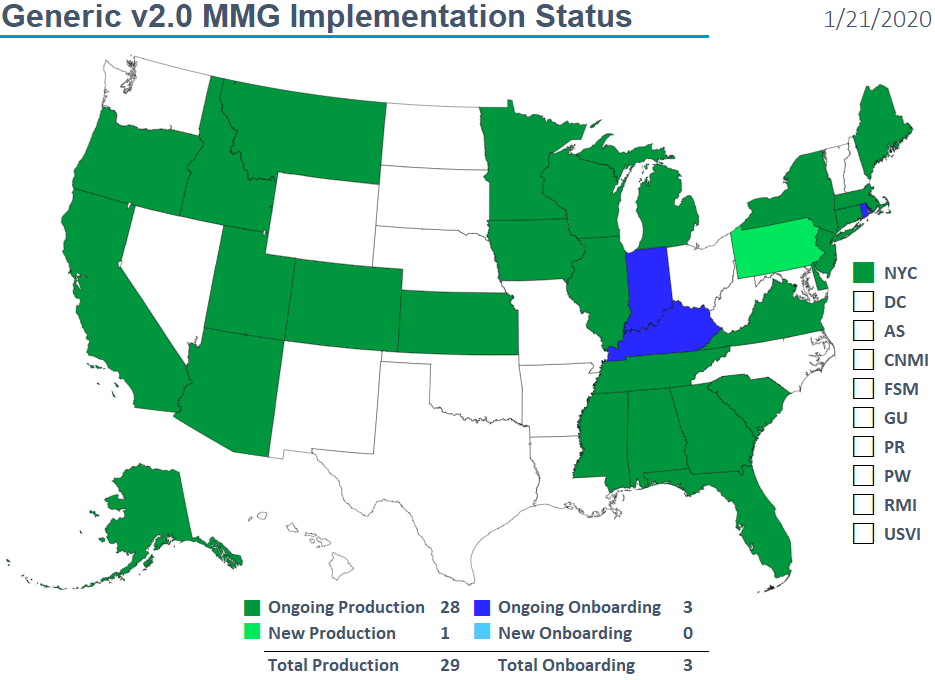 Generic v2.0 MMG Implementation Status
1/21/2020
NYC
DC
AS
CNMI
FSM
GU
PR
PW
RMI
USVI
Ongoing Production 28 Ongoing Onboarding 3
New Production 1 New Onboarding 0
Total Production 29 Total Onboarding 3